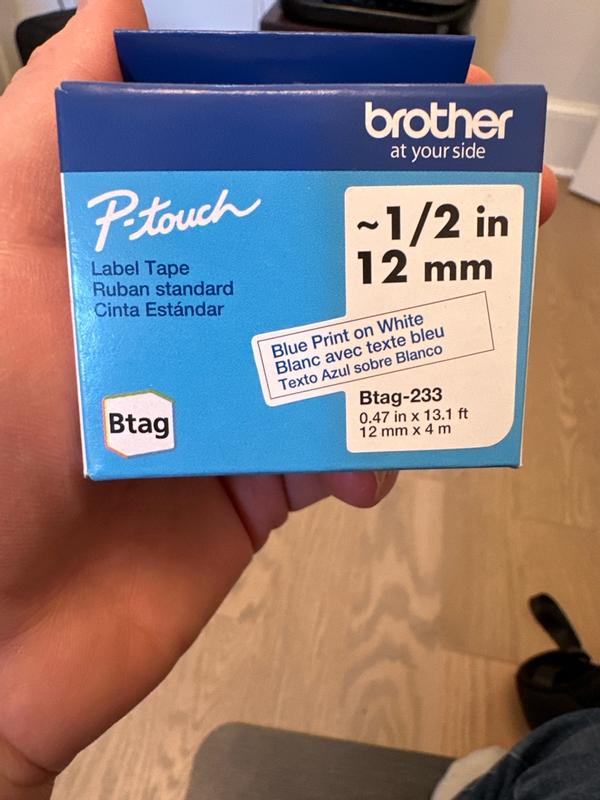 brother
at your side
P-touch
Label Tape
Ruban standard
Cinta Estándar
~1/2 in
12 mm
Blue Print on White
Blanc avec texte bleu
Texto Azul sobre Blanco
Btag
Btag-233
0.47 in x 13.1 ft
12 mm x 4 m